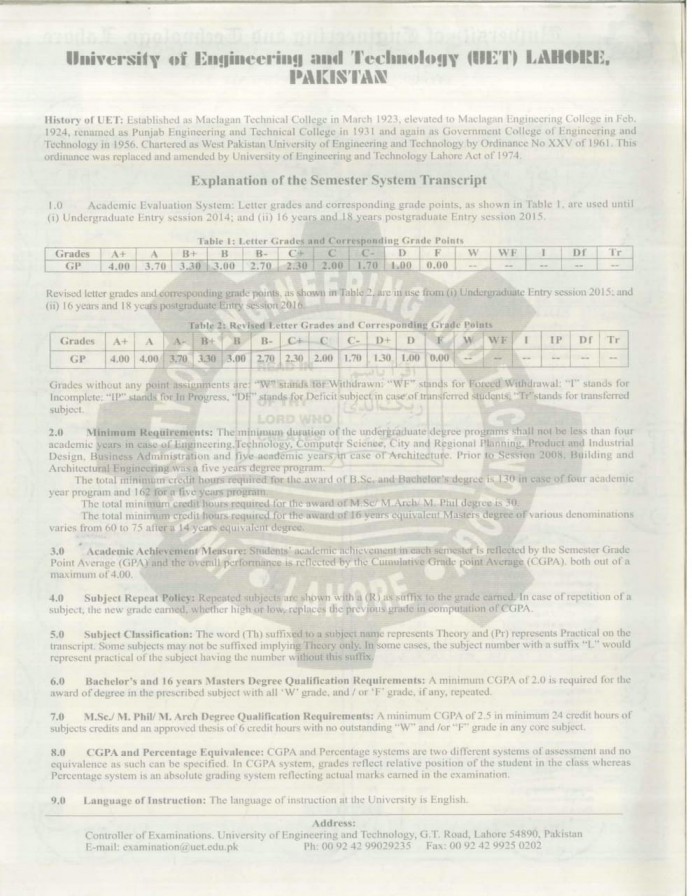 University of Engineering and Technology (UET) LAHORE,
PAKISTAN
History of UET: Established as Maclagan Technical College in March 1923, elevated to Maclagan Engineering College in Feb,
1924, renamed as Punjab Engineering and Technical College in 1931 and again as Government College of Engineering and
Technology in 1956. Chartered as West Pakistan University of Engineering and Technology by Ordinance No XXV of 1961. This
ordinance was replaced and amended by University of Engineering and Technology Lahore Act of 1974.
Explanation of the Semester System Transcript
1.0 Academic Evaluation System: Letter grades and corresponding grade points, as shown in Table 1, are used until
(i) Undergraduate Entry session 2014; and (ii) 16 years and 18 years postgraduate Entry session 2015.
Table 1: Letter Grades and Corresponding Grade Points
Grades A+ A B+ B B- C+ C C- D F W WF I Df Tr
GP 4.00 3.70 3.30 3.00 2.70 2.30 2.00 1.70 1.00 0.00 -- -- -- -- --
Revised letter grades and corresponding grade points, as shown in Table 2, are in use from (i) Undergraduate Entry session 2015; and
(ii) 16 years and 18 years postgraduate Entry session 2016.
Table 2: Revised Letter Grades and Corresponding Grade Points
Grades A+ A A- B+ B B- C+ C C- D+ D F W WF I IP Df Tr
GP 4.00 4.00 3.70 3.30 3.00 2.70 2.30 2.00 1.70 1.30 1.00 0.00 -- -- -- -- -- --
Grades without any point assignments are: "W" stands for Withdrawn: "WF" stands for Forced Withdrawal: "I" stands for
Incomplete: "IP" stands for In Progress, "DF" stands for Deficit subject in case of transferred students, "Tr" stands for transferred
subject.
2.0 Minimum Requirements: The minimum duration of the undergraduate degree programs shall not be less than four
academic years in case of Engineering,Technology, Computer Science, City and Regional Planning, Product and Industrial
Design, Business Administration and five academic years in case of Architecture. Prior to Session 2008, Building and
Architectural Engineering was a five years degree program.
The total minimum credit hours required for the award of B.Sc. and Bachelor's degree is 130 in case of four academic
year program and 162 for a five years program.
The total minimum credit hours required for the award of M.Sc/ M.Arch/ M. Phil degree is 30.
The total minimum credit hours required for the award of 16 years equivalent Masters degree of various denominations
varies from 60 to 75 after a 14 years equivalent degree.
3.0 Academic Achievement Measure: Students' academic achievement in each semester is reflected by the Semester Grade
Point Average (GPA) and the overall performance is reflected by the Cumulative Grade point Average (CGPA), both out of a
maximum of 4.00.
4.0 Subject Repeat Policy: Repeated subjects are shown with a (R) as suffix to the grade earned. In case of repetition of a
subject, the new grade earned, whether high or low, replaces the previous grade in computation of CGPA.
5.0 Subject Classification: The word (Th) suffixed to a subject name represents Theory and (Pr) represents Practical on the
transcript. Some subjects may not be suffixed implying Theory only. In some cases, the subject number with a suffix "L" would
represent practical of the subject having the number without this suffix.
6.0 Bachelor's and 16 years Masters Degree Qualification Requirements: A minimum CGPA of 2.0 is required for the
award of degree in the prescribed subject with all 'W' grade, and / or 'F' grade, if any, repeated.
7.0 M.Sc./ M. Phil/ M. Arch Degree Qualification Requirements: A minimum CGPA of 2.5 in minimum 24 credit hours of
subjects credits and an approved thesis of 6 credit hours with no outstanding "W" and /or "F" grade in any core subject.
8.0 CGPA and Percentage Equivalence: CGPA and Percentage systems are two different systems of assessment and no
equivalence as such can be specified. In CGPA system, grades reflect relative position of the student in the class whereas
Percentage system is an absolute grading system reflecting actual marks earned in the examination.
9.0 Language of Instruction: The language of instruction at the University is English.
Address:
Controller of Examinations. University of Engineering and Technology, G.T. Road, Lahore 54890, Pakistan
E-mail: examination@uet.edu.pk Ph: 00 92 42 99029235 Fax: 00 92 42 9925 0202